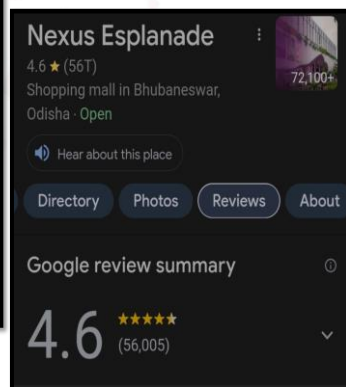 Nexus Esplanade
4.6 ★ (56T)
72,100+
Shopping mall in Bhubaneswar,
Odisha · Open
Hear about this place
Directory Photos Reviews About
Google review summary
4.6
(56,005)